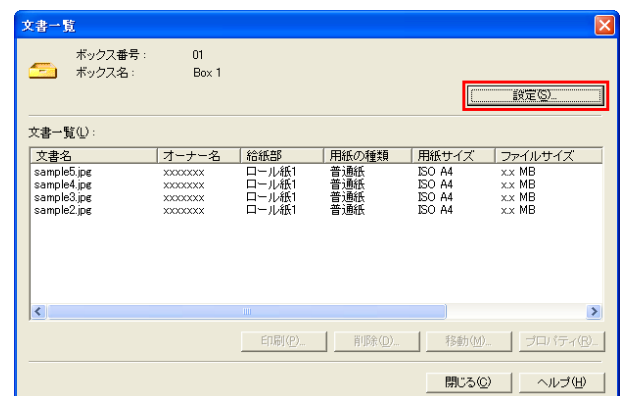 文書一覧
ボックス番号： 01
ボックス名： Box 1
設定(S)...
文書一覧(L)：
文書名 オーナー名 給紙部 用紙の種類 用紙サイズ ファイルサイズ
sample5.jpg xxxxxxx ロール紙1 普通紙 ISO A4 x.x MB
sample4.jpg xxxxxxx ロール紙1 普通紙 ISO A4 x.x MB
sample3.jpg xxxxxxx ロール紙1 普通紙 ISO A4 x.x MB
sample2.jpg xxxxxxx ロール紙1 普通紙 ISO A4 x.x MB
印刷(P)... 削除(D)... 移動(M)... プロパティ(R)...
閉じる(C) ヘルプ(H)